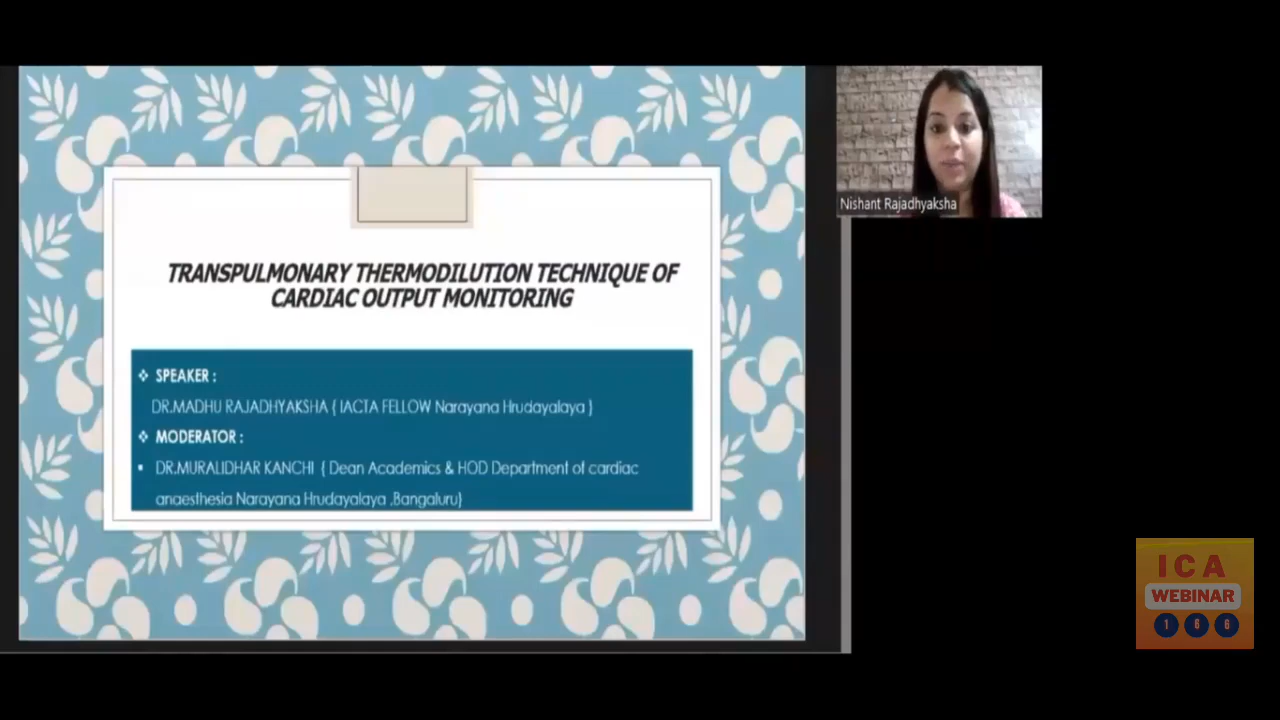 TRANSPULMONARY THERMODILUTION TECHNIQUE OF
CARDIAC OUTPUT MONITORING
❖ SPEAKER :
DR.MADHU RAJADHYAKSHA ( IACTA FELLOW Narayana Hrudayalaya )
❖ MODERATOR :
▪ DR.MURALIDHAR KANCHI ( Dean Academics & HOD Department of cardiac
anaesthesia Narayana Hrudayalaya ,Bangaluru)
Nishant Rajadhyaksha
ICA
WEBINAR
1 6 6